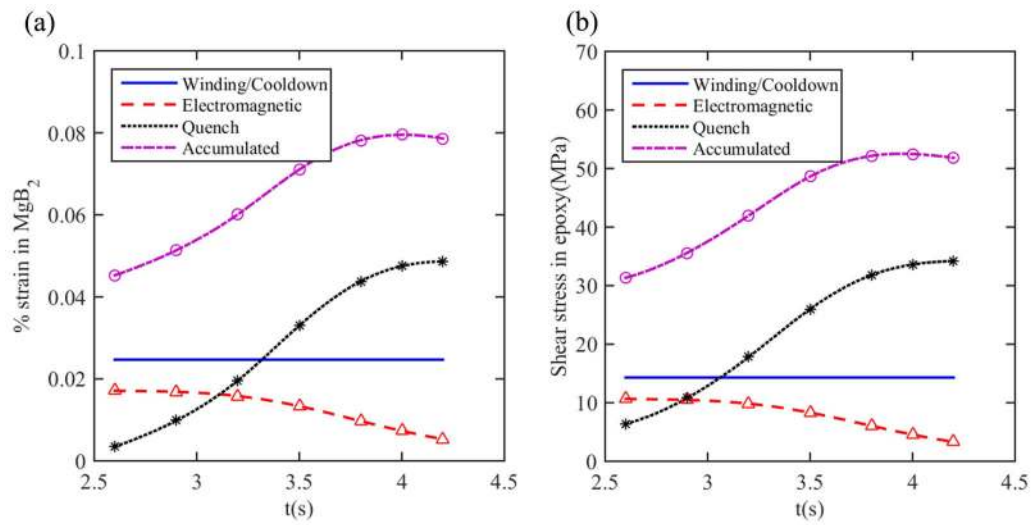 (a)
0.1
0.08
0.06
0.04
0.02
0
% strain in MgB2
Winding/Cooldown
Electromagnetic
Quench
Accumulated
2.5 3 3.5 4 4.5
t(s)
(b)
70
60
50
40
30
20
10
0
Shear stress in epoxy(MPa)
Winding/Cooldown
Electromagnetic
Quench
Accumulated
2.5 3 3.5 4 4.5
t(s)